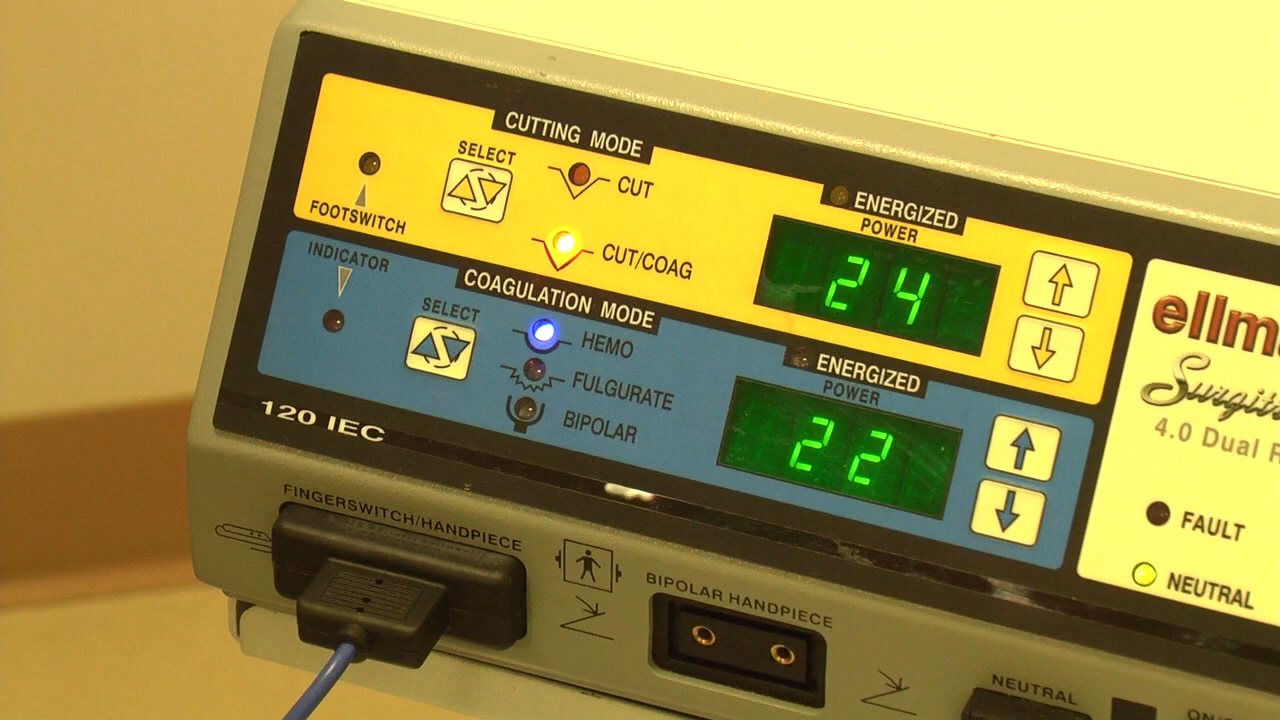 CUTTING MODE
SELECT
CUT
FOOTSWITCH
CUT/COAG
ENERGIZED
POWER
24
INDICATOR
COAGULATION MODE
SELECT
HEMO
FULGURATE
BIPOLAR
ENERGIZED
POWER
22
120 IEC
ellm
Surgit
4.0 Dual R
FAULT
NEUTRAL
FINGERSWITCH/HANDPIECE
BIPOLAR HANDPIECE
NEUTRAL